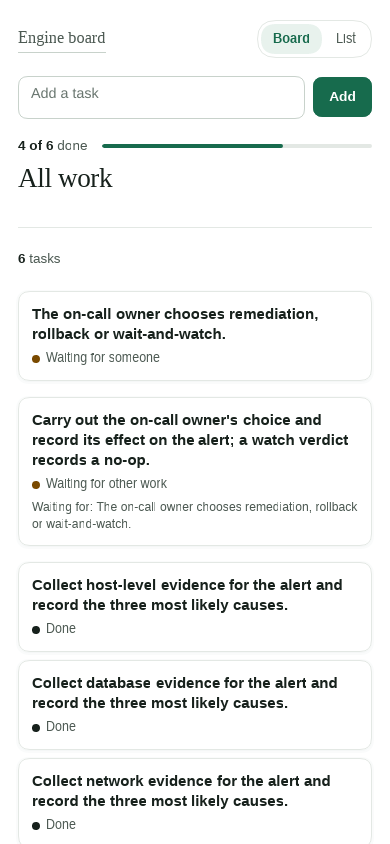 Engine board
Board
List
Add a task
Add
4 of 6 done
All work
6 tasks
The on-call owner chooses remediation,
rollback or wait-and-watch.
Waiting for someone
Carry out the on-call owner's choice and
record its effect on the alert; a watch verdict
records a no-op.
Waiting for other work
Waiting for: The on-call owner chooses remediation, rollback
or wait-and-watch.
Collect host-level evidence for the alert and
record the three most likely causes.
Done
Collect database evidence for the alert and
record the three most likely causes.
Done
Collect network evidence for the alert and
record the three most likely causes.
Done